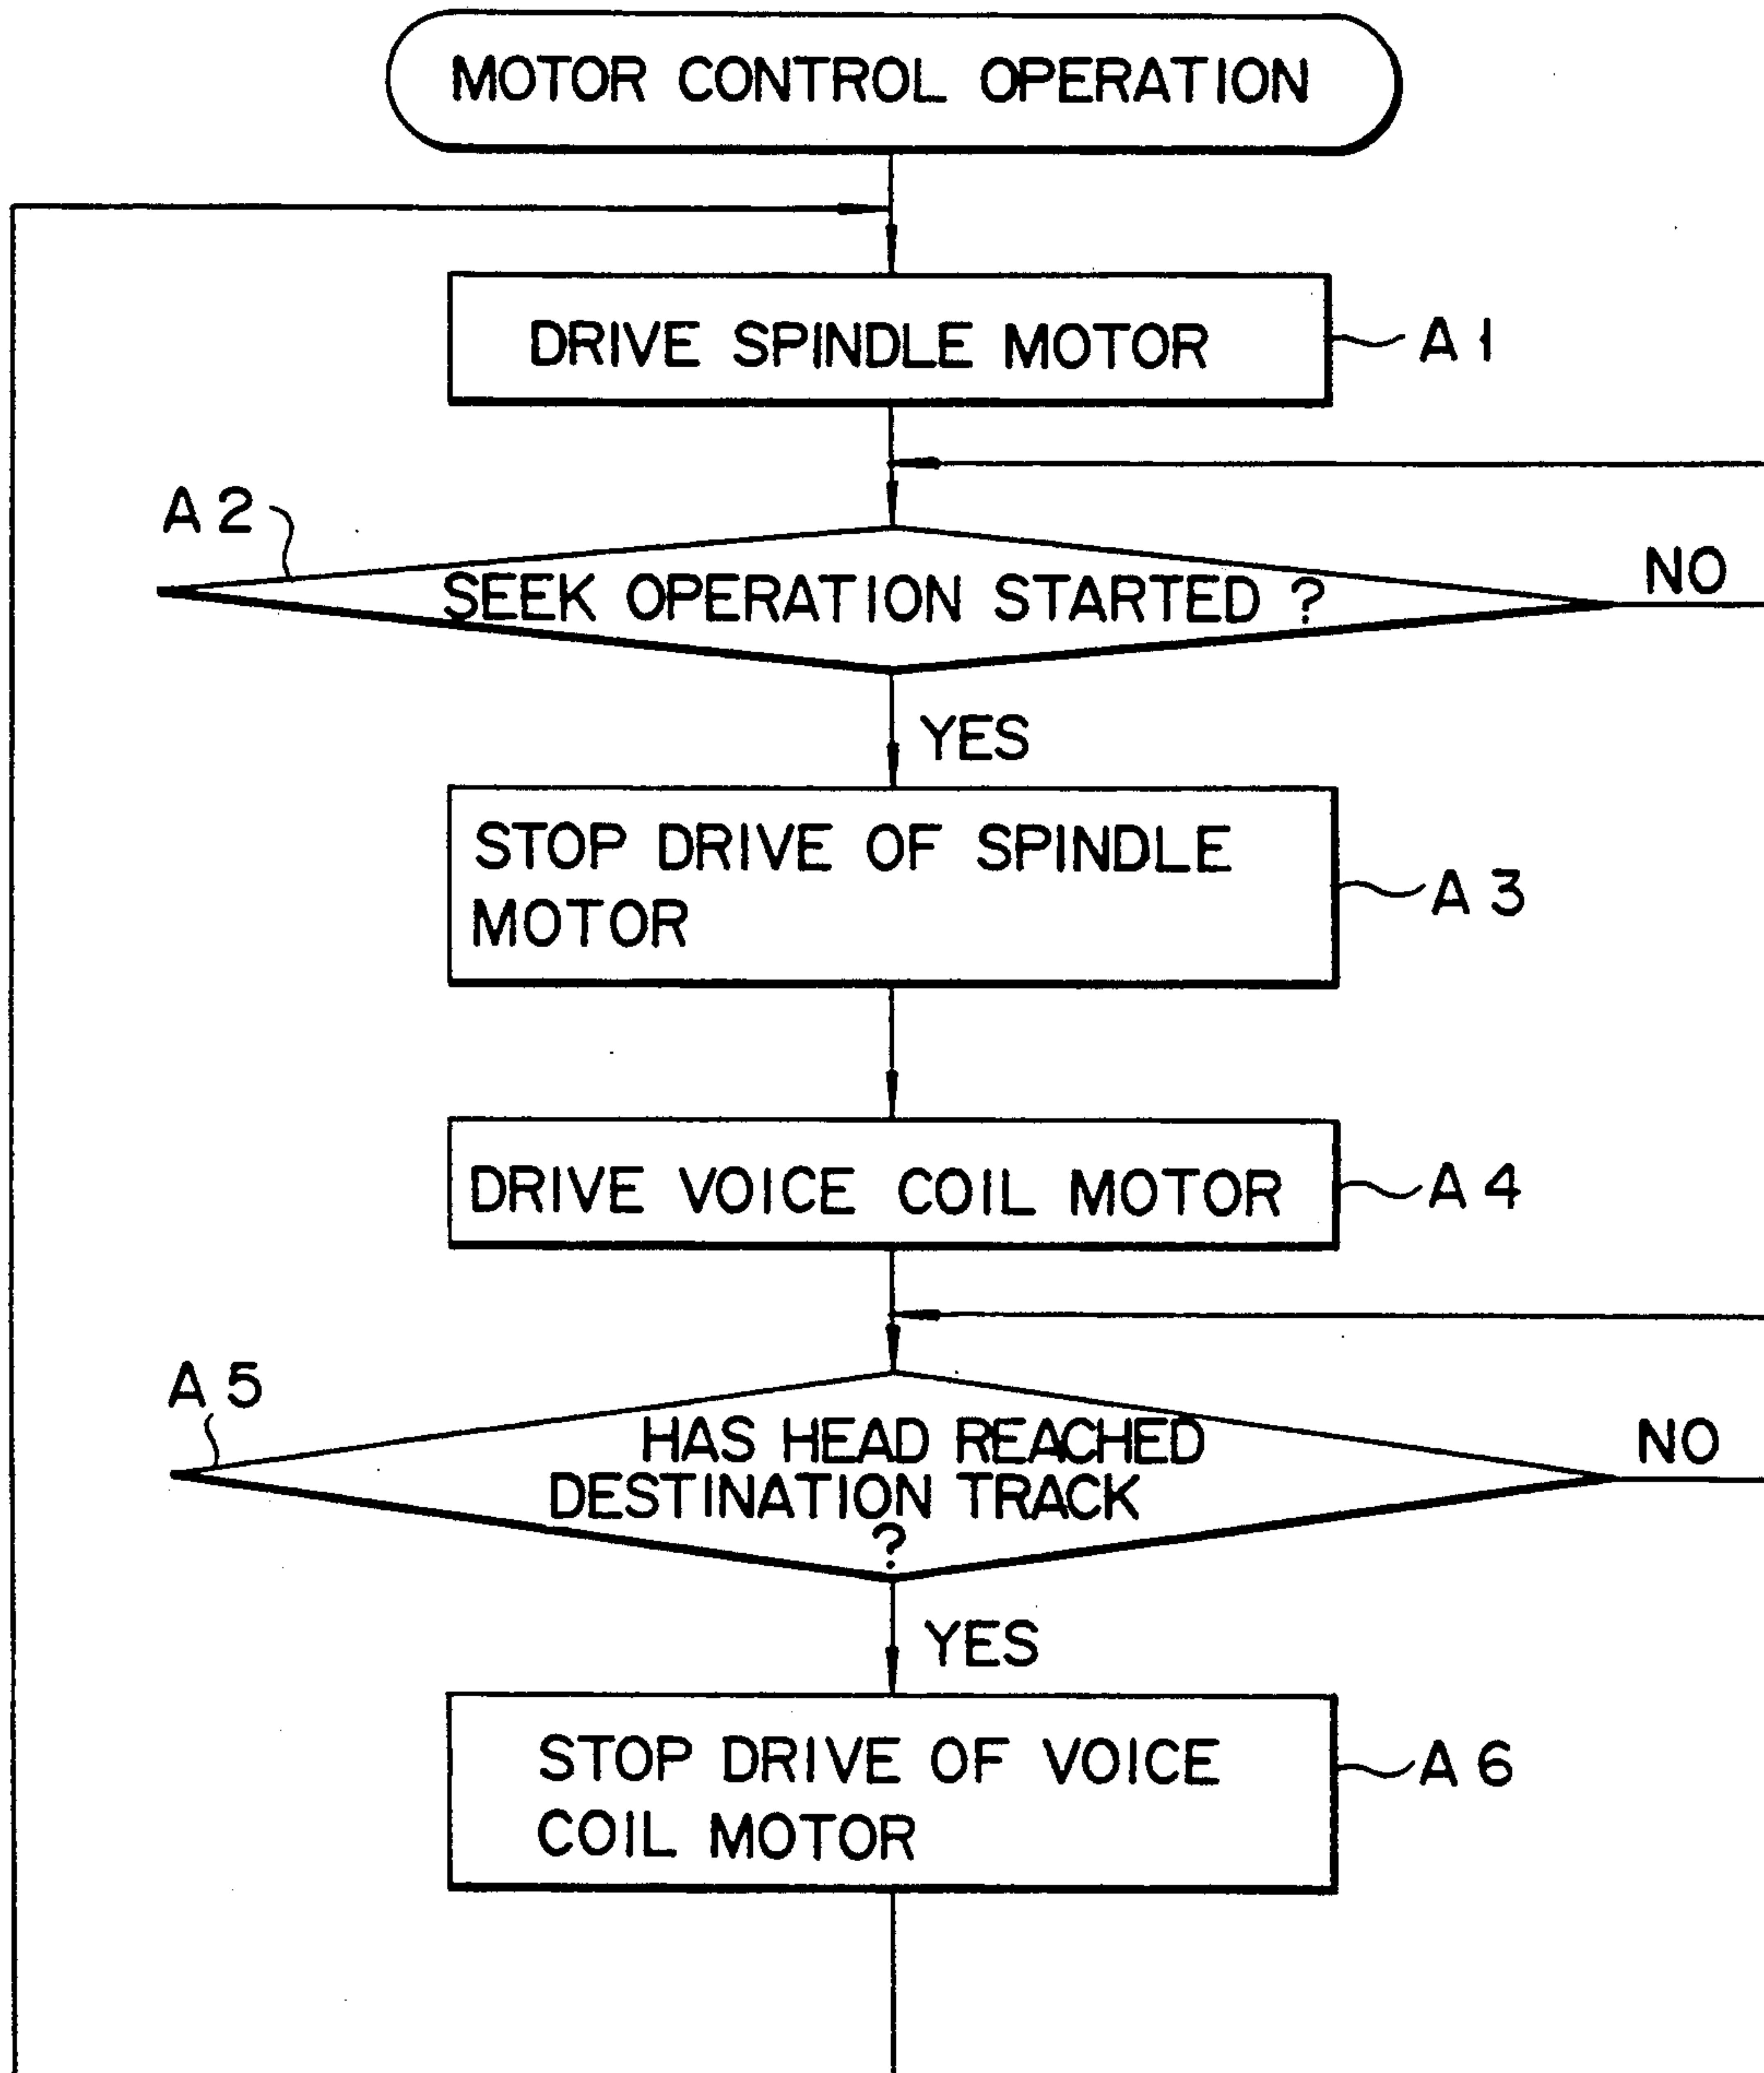 MOTOR CONTROL OPERATION
DRIVE SPINDLE MOTOR
A1
A2
SEEK OPERATION STARTED ?
NO
YES
STOP DRIVE OF SPINDLE
MOTOR
A3
DRIVE VOICE COIL MOTOR
A4
A5
HAS HEAD REACHED
DESTINATION TRACK
?
NO
YES
STOP DRIVE OF VOICE
COIL MOTOR
A6